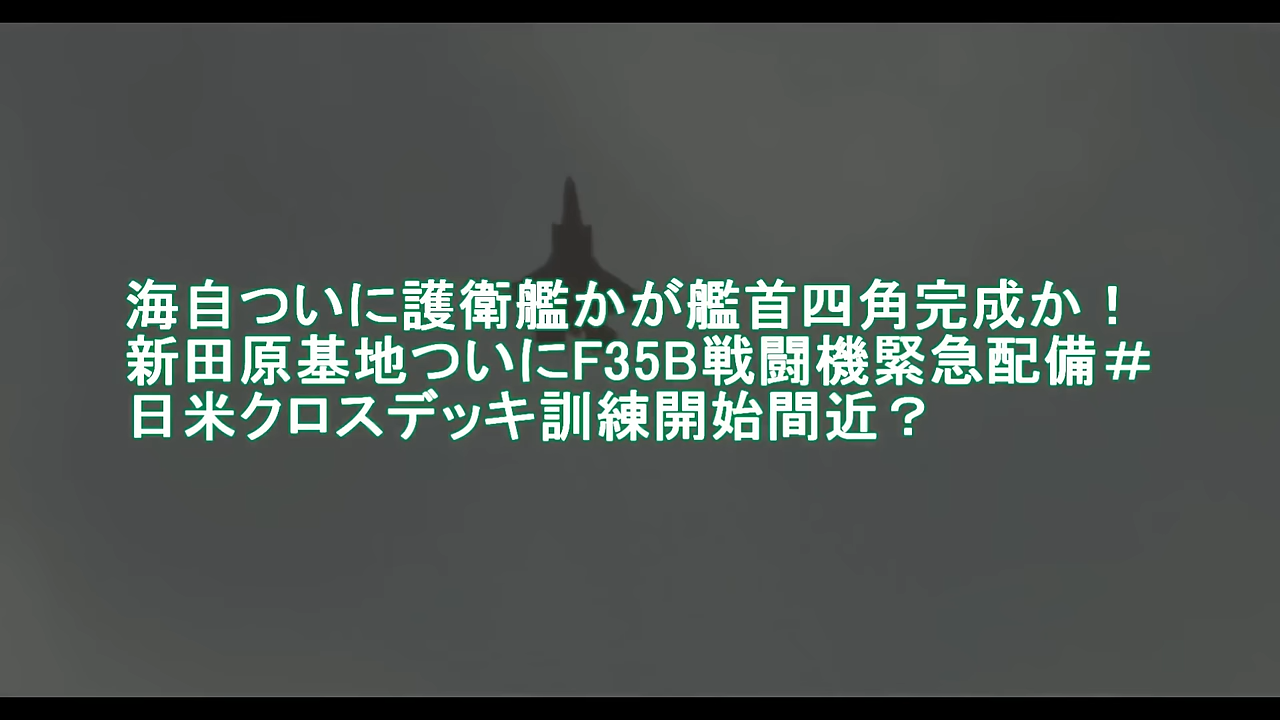 海自ついに護衛艦かが艦首四角完成か！
新田原基地ついにF35B戦闘機緊急配備＃
日米クロスデッキ訓練開始間近？